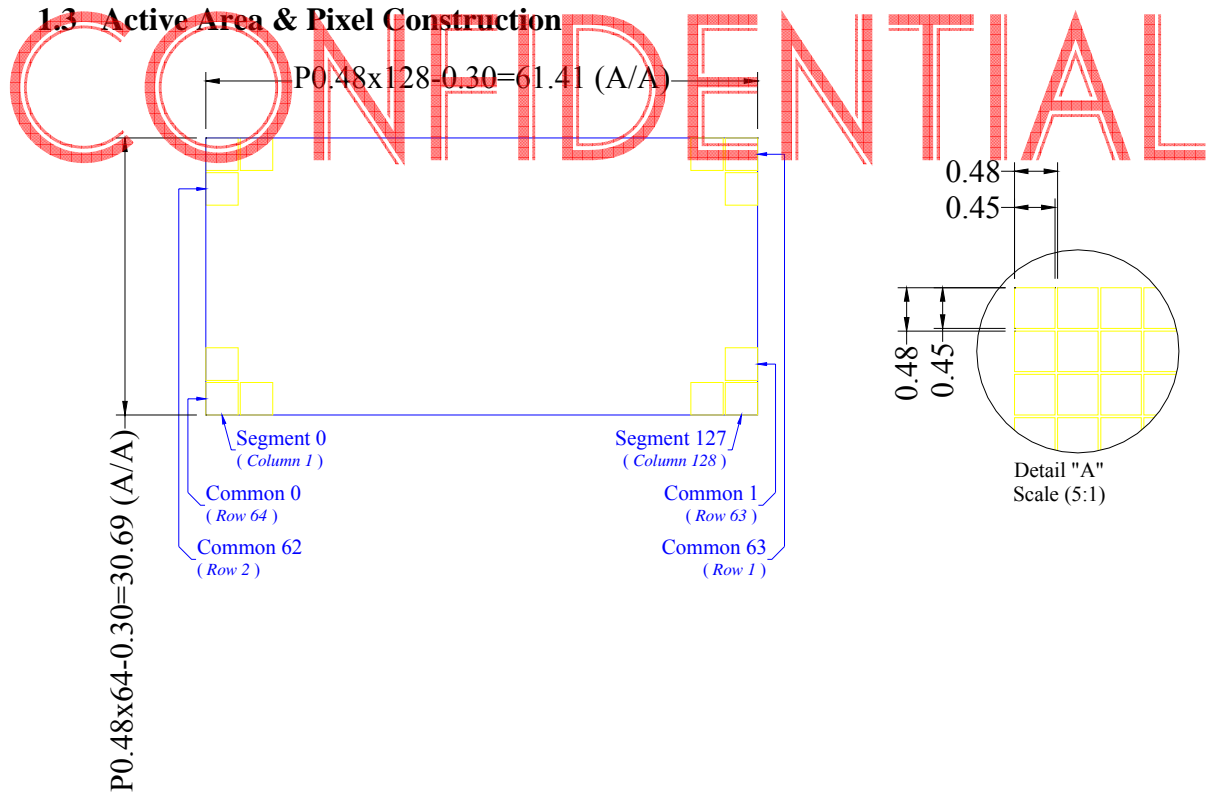 1.3 Active Area & Pixel Construction
CONFIDENTIAL
P0.48x128-0.30=61.41 (A/A)
0.48
0.45
0.48
0.45
P0.48x64-0.30=30.69 (A/A)
Segment 0
( Column 1 )
Segment 127
( Column 128 )
Common 0
( Row 64 )
Common 1
( Row 63 )
Common 62
( Row 2 )
Common 63
( Row 1 )
Detail "A"
Scale (5:1)